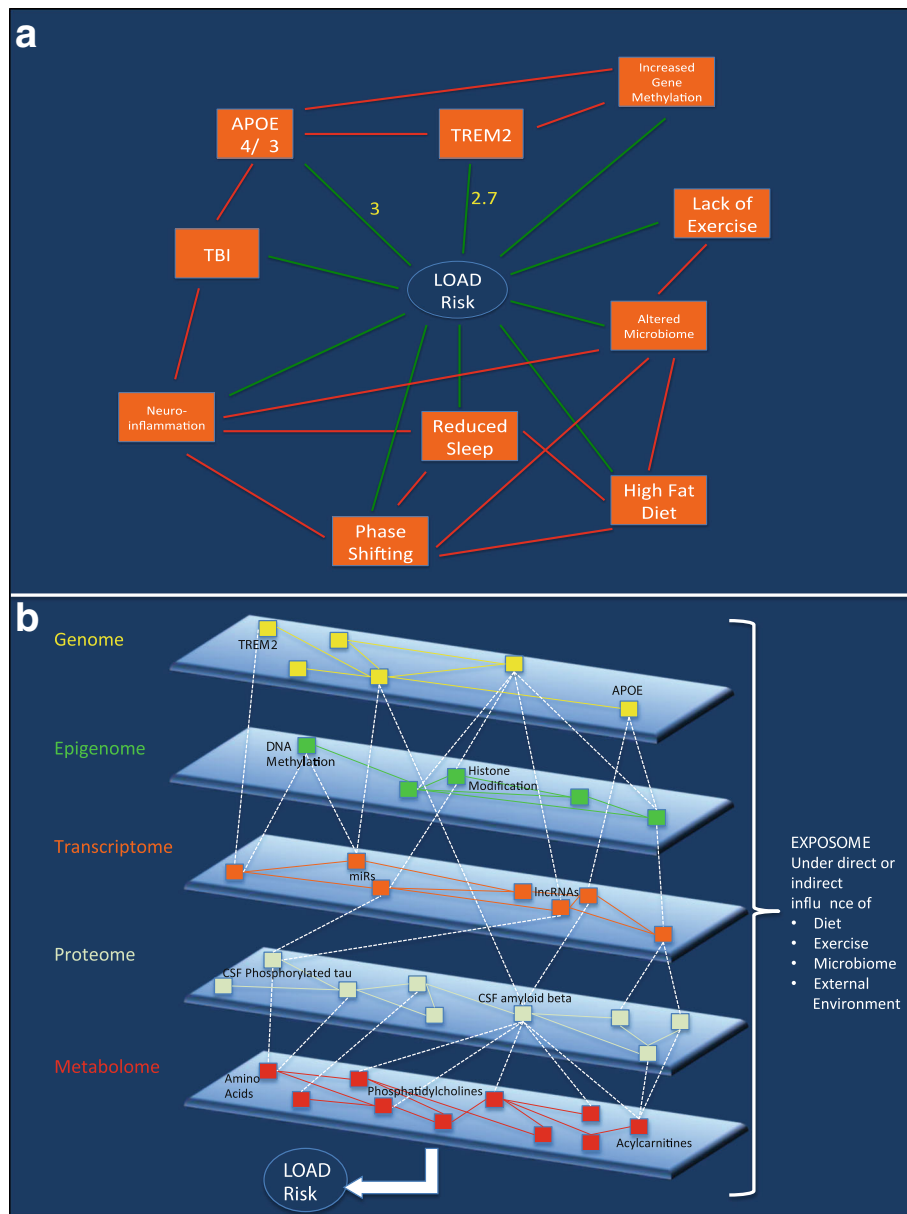 a
Increased
Gene
Methylation
APOE
4/ 3
TREM2
3
2.7
Lack of
Exercise
TBI
LOAD
Risk
Altered
Microbiome
Neuro-
inflammation
Reduced
Sleep
High Fat
Diet
Phase
Shifting
b
Genome
TREM2
APOE
Epigenome
DNA
Methylation
Histone
Modification
Transcriptome
miRs
lncRNAs
Proteome
CSF Phosphorylated tau
CSF amyloid beta
Metabolome
Amino
Acids
Phosphatidylcholines
Acylcarnitines
LOAD
Risk
EXPOSOME
Under direct or
indirect
influ nce of
• Diet
• Exercise
• Microbiome
• External
Environment